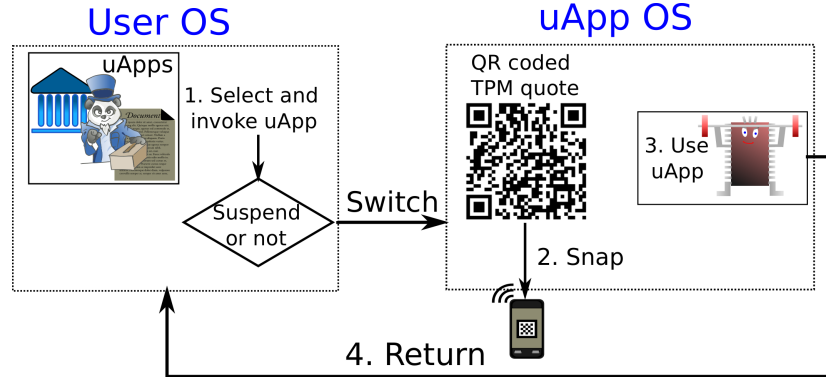 User OS
uApp OS
uApps
Document
1. Select and
invoke uApp
Suspend
or not
Switch
QR coded
TPM quote
2. Snap
3. Use
uApp
4. Return